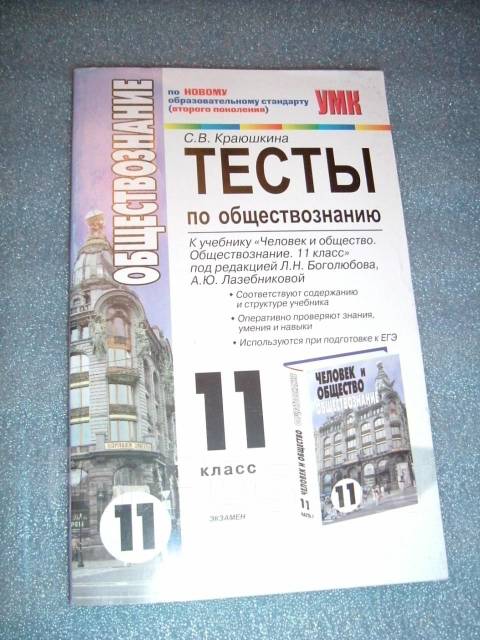 ОБЩЕСТВОЗНАНИЕ
по НОВОМУ
образовательному стандарту
(второго поколения)
УМК
С.В. Краюшкина
ТЕСТЫ
по обществознанию
К учебнику «Человек и общество.
Обществознание. 11 класс»
под редакцией Л.Н. Боголюбова,
А.Ю. Лазебниковой
• Соответствуют содержанию
и структуре учебника
• Оперативно проверяют знания,
умения и навыки
• Используются при подготовке к ЕГЭ
11
класс
ЭКЗАМЕН
11
ЧЕЛОВЕК И
ОБЩЕСТВО
ОБЩЕСТВОЗНАНИЕ
11
ЧЕЛОВЕК И ОБЩЕСТВО
11